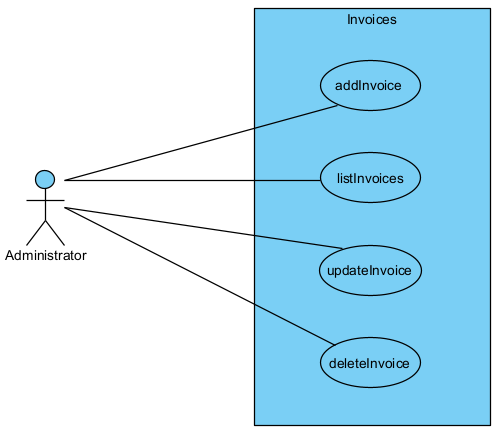 Invoices
addInvoice
listInvoices
Administrator
updateInvoice
deleteInvoice